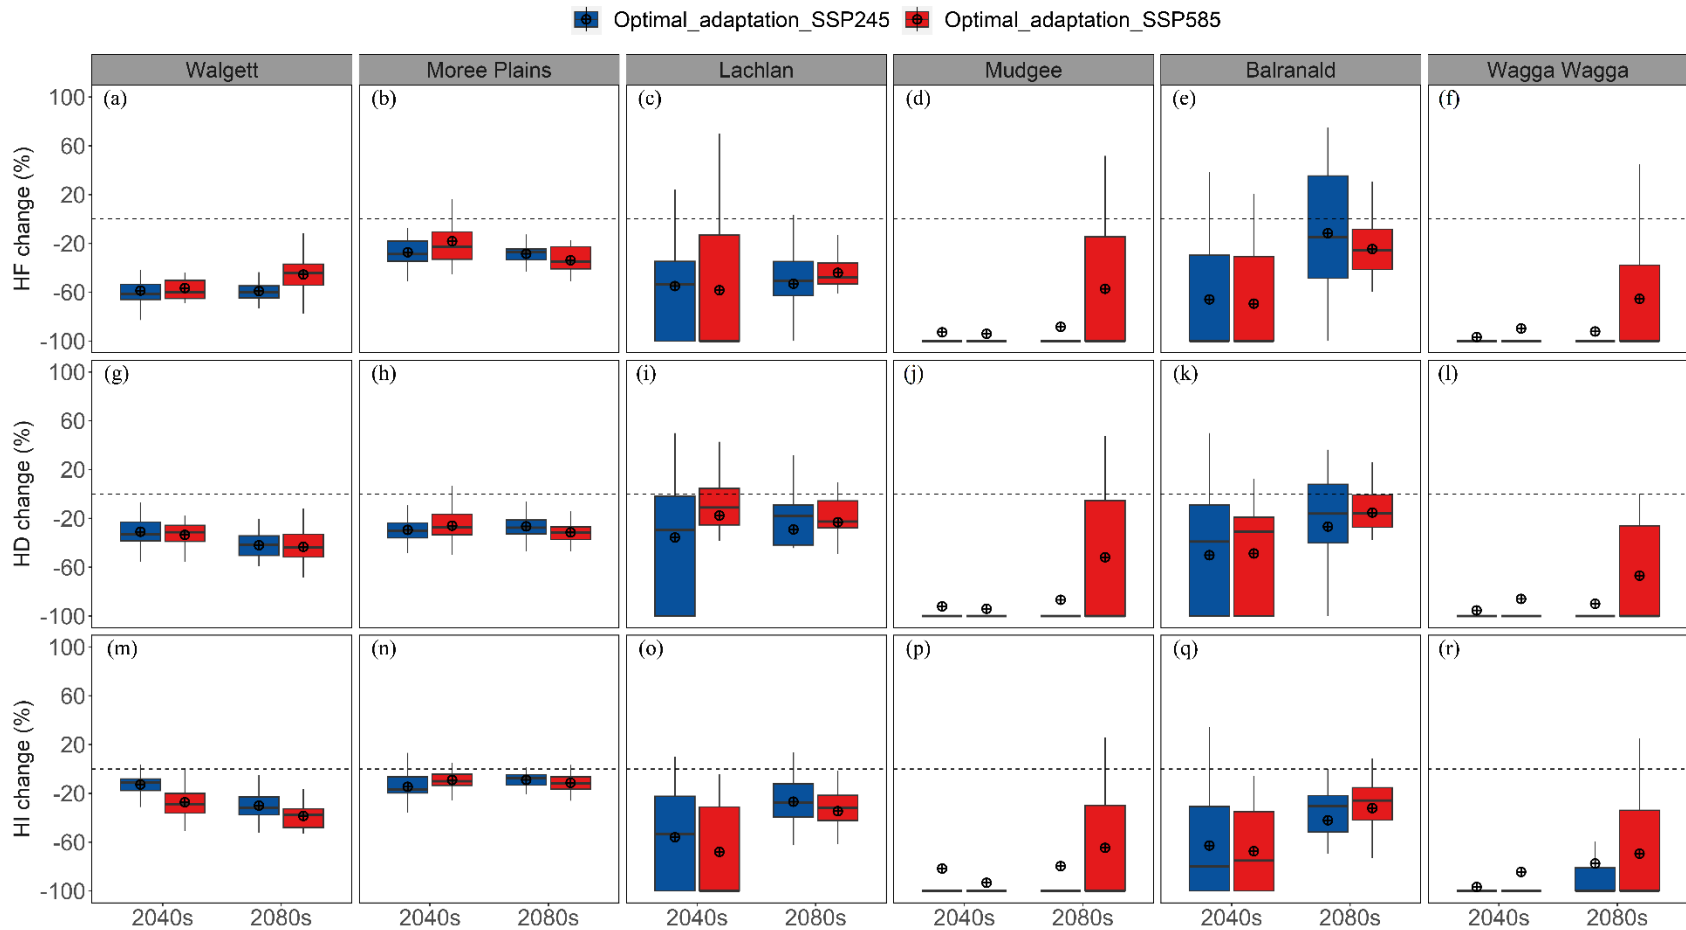 Optimal_adaptation_SSP245 Optimal_adaptation_SSP585
Walgett Moree Plains Lachlan Mudgee Balranald Wagga Wagga
(a) (b) (c) (d) (e) (f)
100
60
20
-20
-60
-100
HF change (%)
(g) (h) (i) (j) (k) (l)
100
60
20
-20
-60
-100
HD change (%)
(m) (n) (o) (p) (q) (r)
100
60
20
-20
-60
-100
HI change (%)
2040s 2080s 2040s 2080s 2040s 2080s 2040s 2080s 2040s 2080s 2040s 2080s